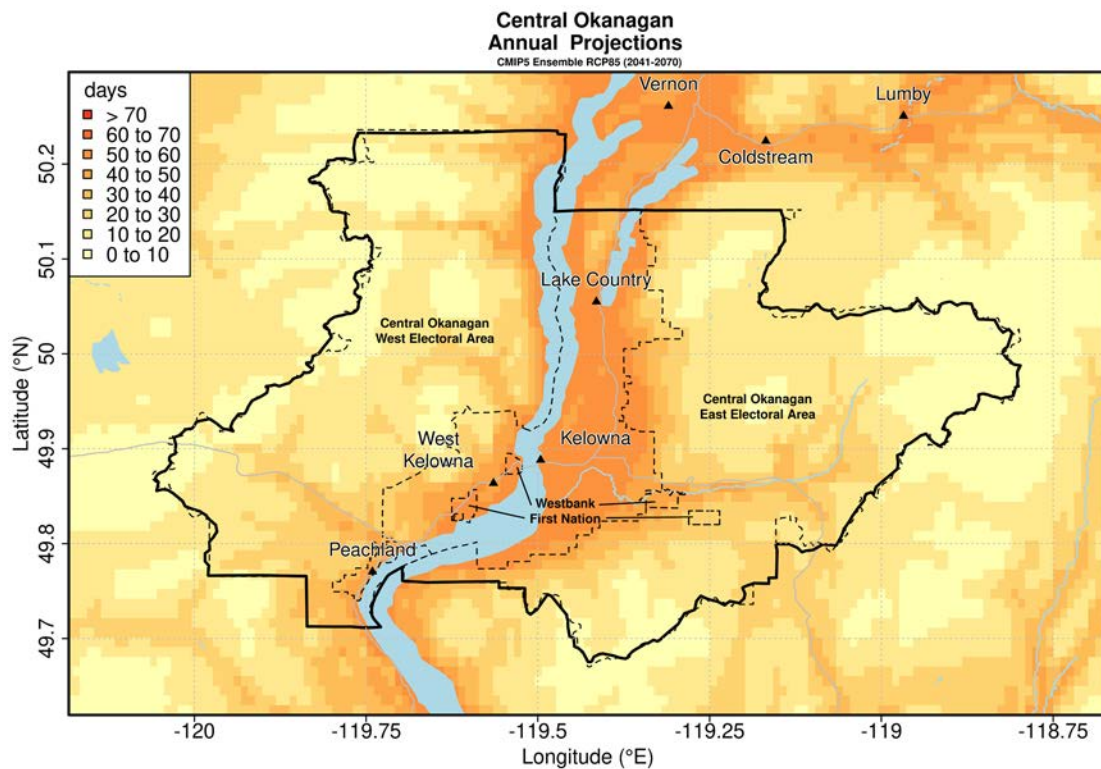 Central Okanagan
Annual Projections
CMIP5 Ensemble RCP85 (2041-2070)
days
> 70
60 to 70
50 to 60
40 to 50
30 to 40
20 to 30
10 to 20
0 to 10
Vernon
Lumby
Coldstream
Lake Country
Central Okanagan
West Electoral Area
Central Okanagan
East Electoral Area
West
Kelowna
Kelowna
Westbank
First Nation
Peachland
50.2
50.1
50
49.9
49.8
49.7
Latitude (°N)
-120
-119.75
-119.5
-119.25
-119
-118.75
Longitude (°E)